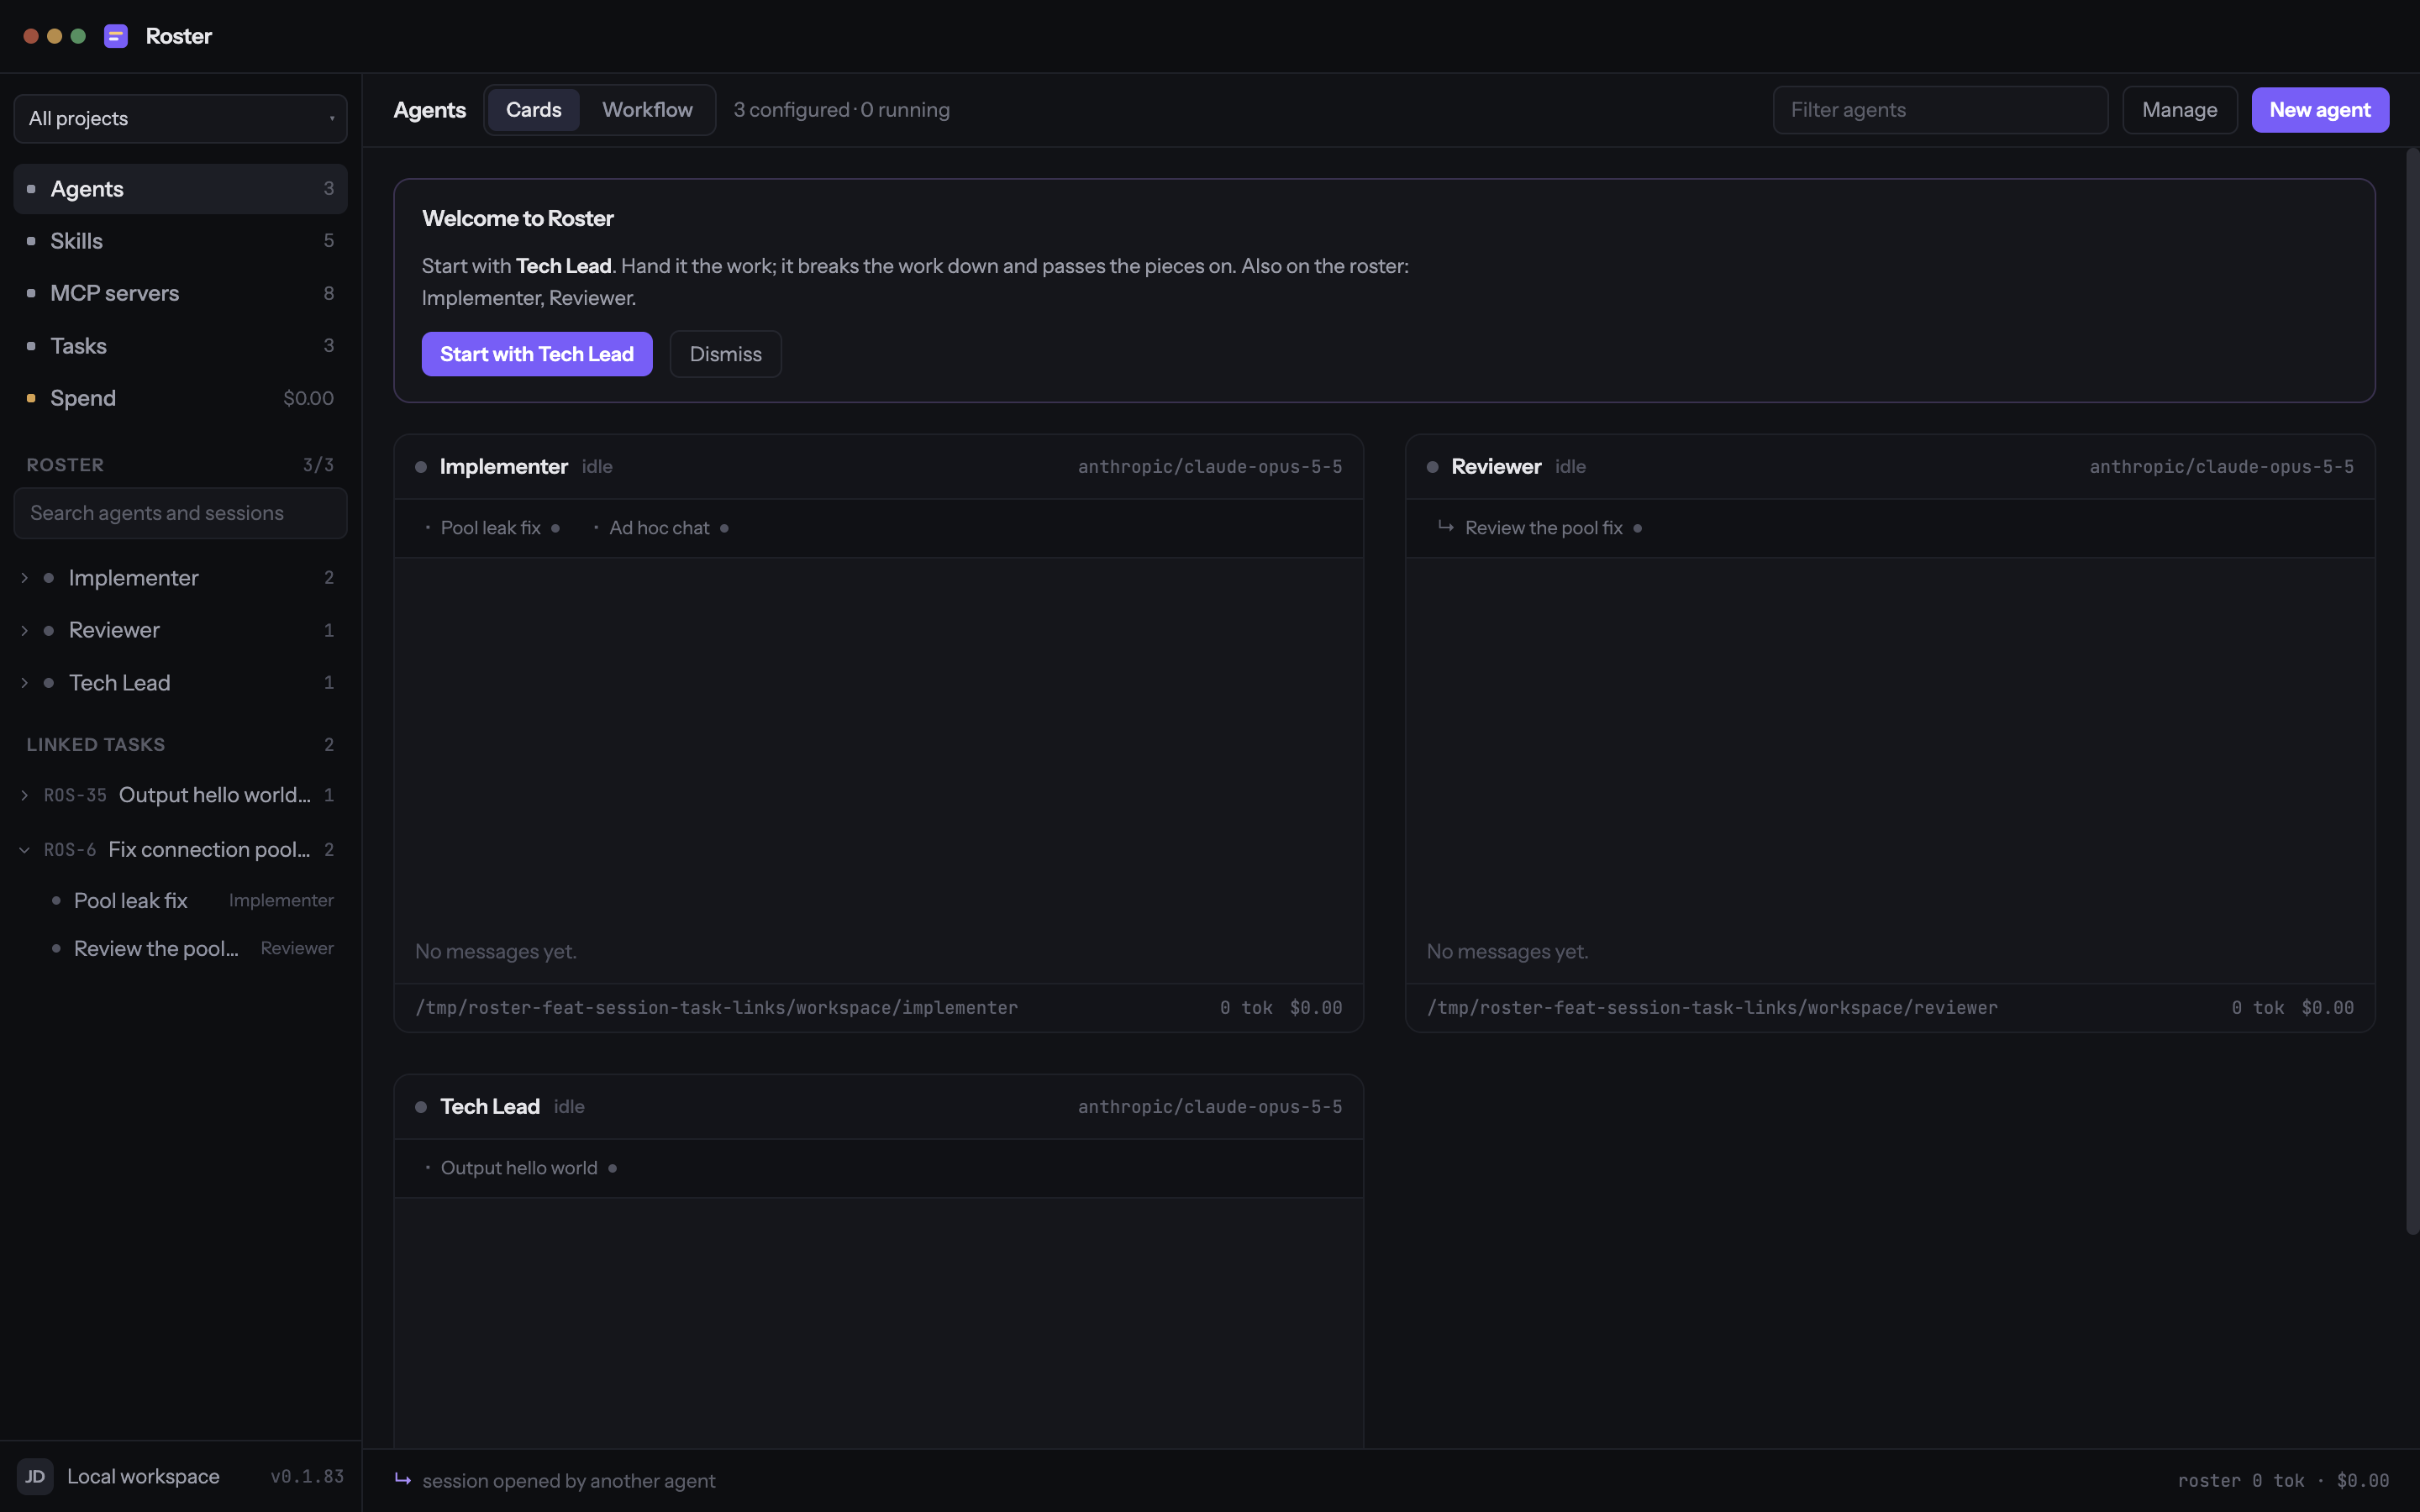 Roster
All projects
Agents 3
Skills 5
MCP servers 8
Tasks 3
Spend $0.00
ROSTER 3/3
Search agents and sessions
Implementer 2
Reviewer 1
Tech Lead 1
LINKED TASKS 2
ROS-35 Output hello world... 1
ROS-6 Fix connection pool... 2
Pool leak fix Implementer
Review the pool... Reviewer
JD Local workspace v0.1.83
Agents Cards Workflow 3 configured · 0 running Filter agents Manage New agent
Welcome to Roster
Start with Tech Lead. Hand it the work; it breaks the work down and passes the pieces on. Also on the roster:
Implementer, Reviewer.
Start with Tech Lead Dismiss
Implementer idle anthropic/claude-opus-5-5
· Pool leak fix · Ad hoc chat
No messages yet.
/tmp/roster-feat-session-task-links/workspace/implementer 0 tok $0.00
Reviewer idle anthropic/claude-opus-5-5
↳ Review the pool fix
No messages yet.
/tmp/roster-feat-session-task-links/workspace/reviewer 0 tok $0.00
Tech Lead idle anthropic/claude-opus-5-5
· Output hello world
↳ session opened by another agent roster 0 tok · $0.00